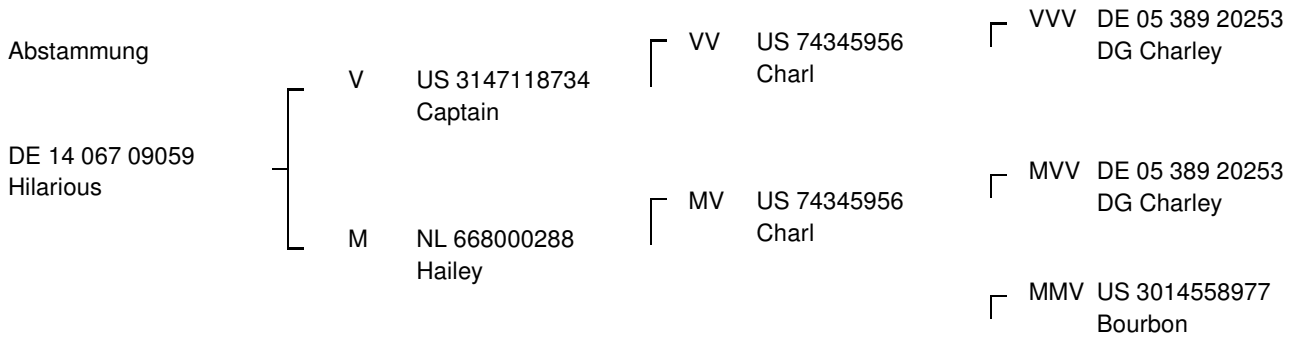 Abstammung
DE 14 067 09059
Hilarious
V US 3147118734
Captain
M NL 668000288
Hailey
VV US 74345956
Charl
MV US 74345956
Charl
VVV DE 05 389 20253
DG Charley
MVV DE 05 389 20253
DG Charley
MMV US 3014558977
Bourbon